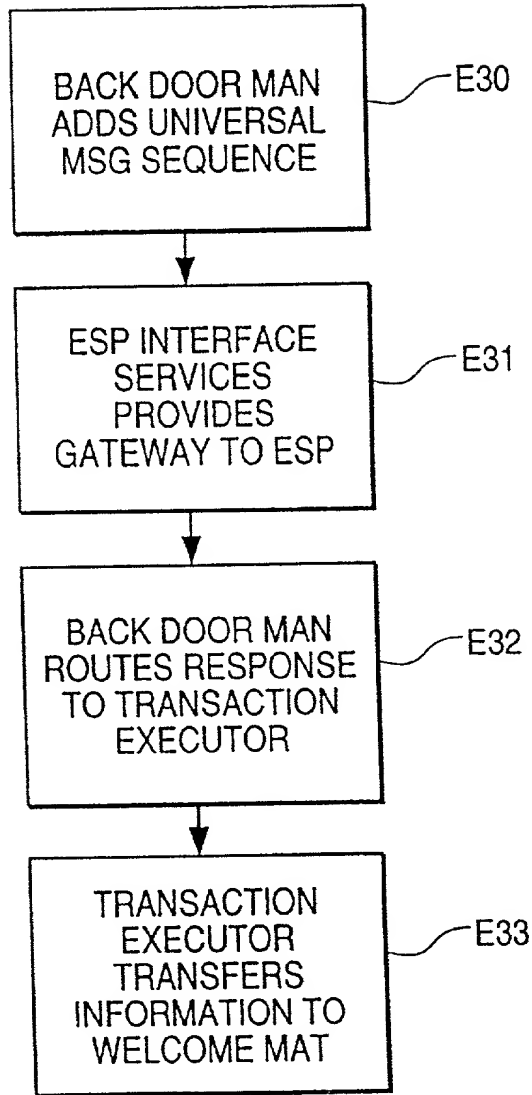 BACK DOOR MAN
ADDS UNIVERSAL
MSG SEQUENCE
E30
ESP INTERFACE
SERVICES
PROVIDES
GATEWAY TO ESP
E31
BACK DOOR MAN
ROUTES RESPONSE
TO TRANSACTION
EXECUTOR
E32
TRANSACTION
EXECUTOR
TRANSFERS
INFORMATION TO
WELCOME MAT
E33